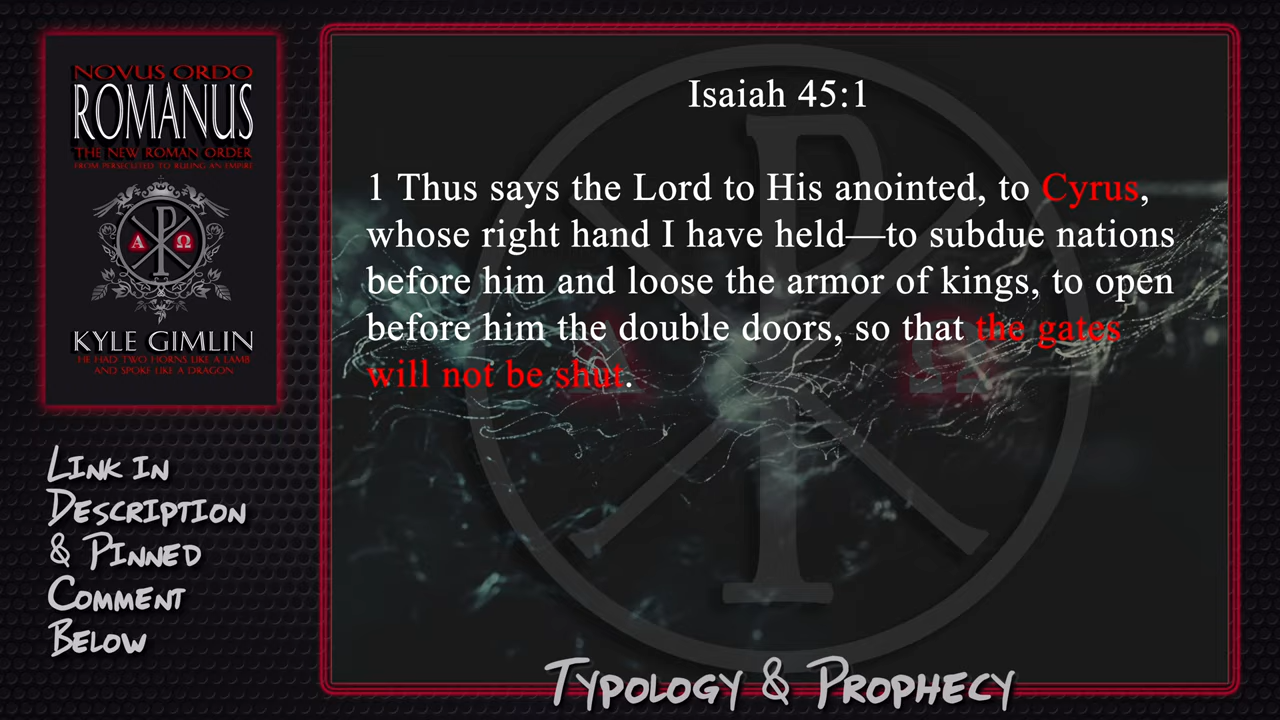 NOVUS ORDO
ROMANUS
THE NEW ROMAN ORDER
FROM PERSECUTED TO RULING AN EMPIRE
A Ω
KYLE GIMLIN
HE HAD TWO HORNS LIKE A LAMB
AND SPOKE LIKE A DRAGON
Link in
Description
& Pinned
Comment
Below
Isaiah 45:1
1 Thus says the Lord to His anointed, to Cyrus,
whose right hand I have held—to subdue nations
before him and loose the armor of kings, to open
before him the double doors, so that the gates
will not be shut.
Typology & Prophecy